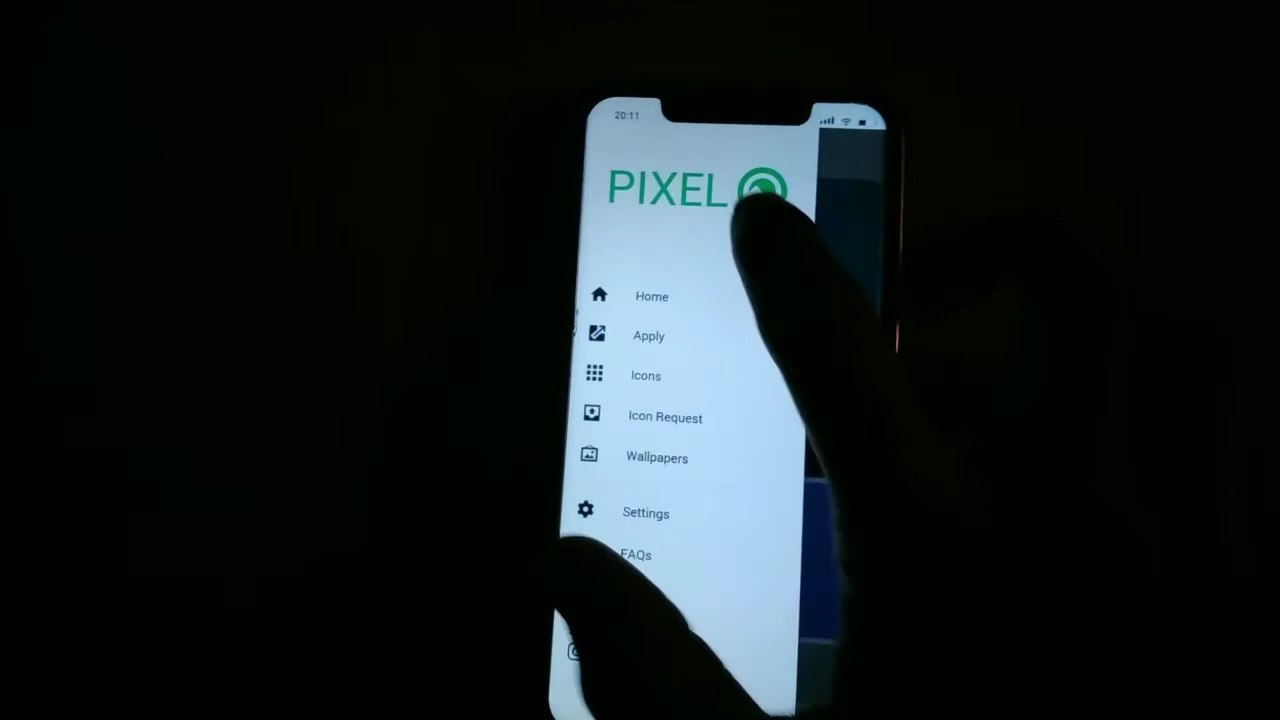 20:11
PIXEL
Home
Apply
Icons
Icon Request
Wallpapers
Settings
FAQs